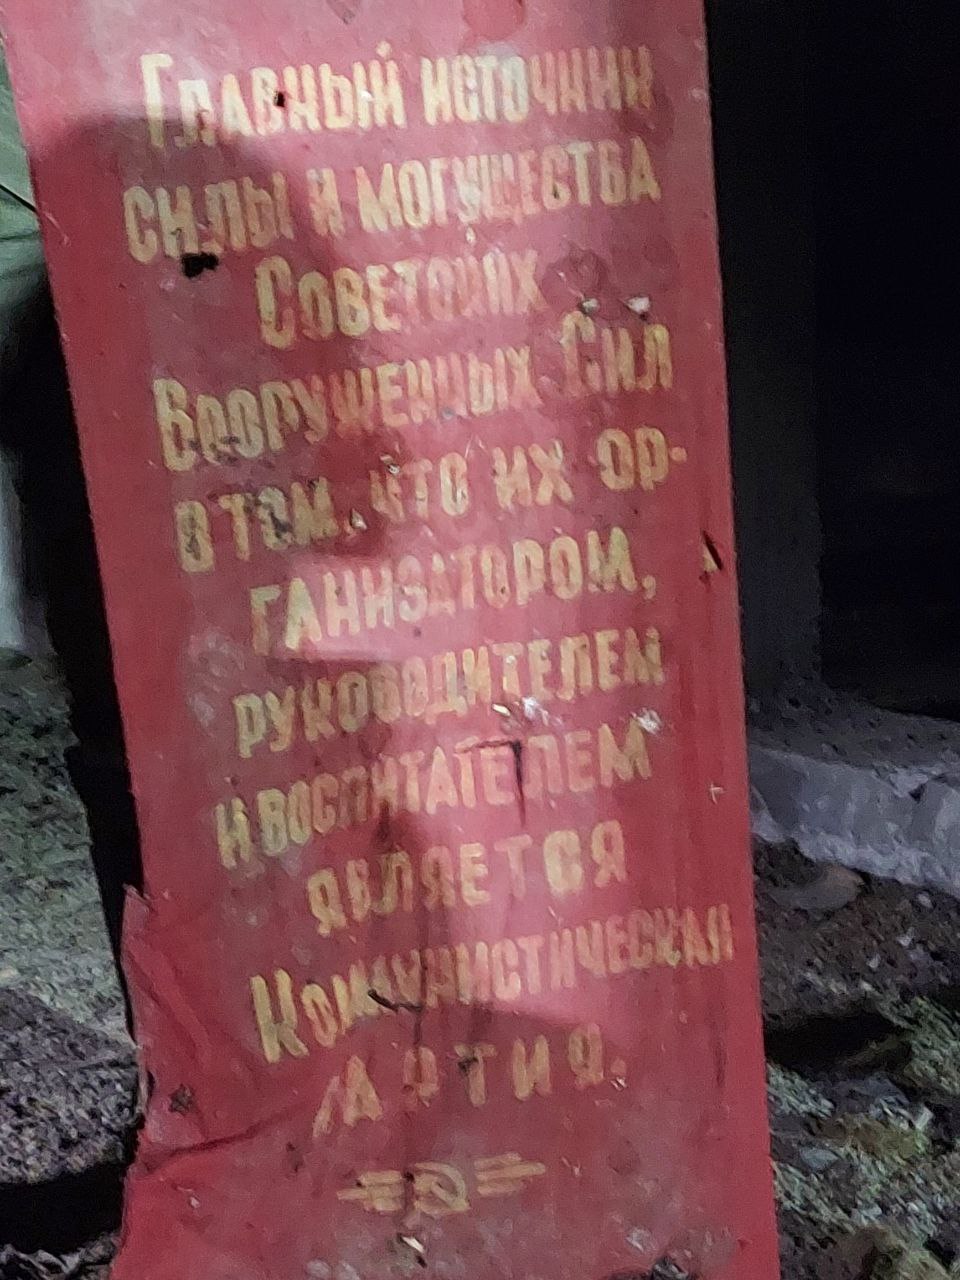 Главный источник
силы и могущества
Советских
Вооруженных Сил
в том, что их ор-
ганизатором,
руководителем
и воспитателем
является
Коммунистическая
партия.